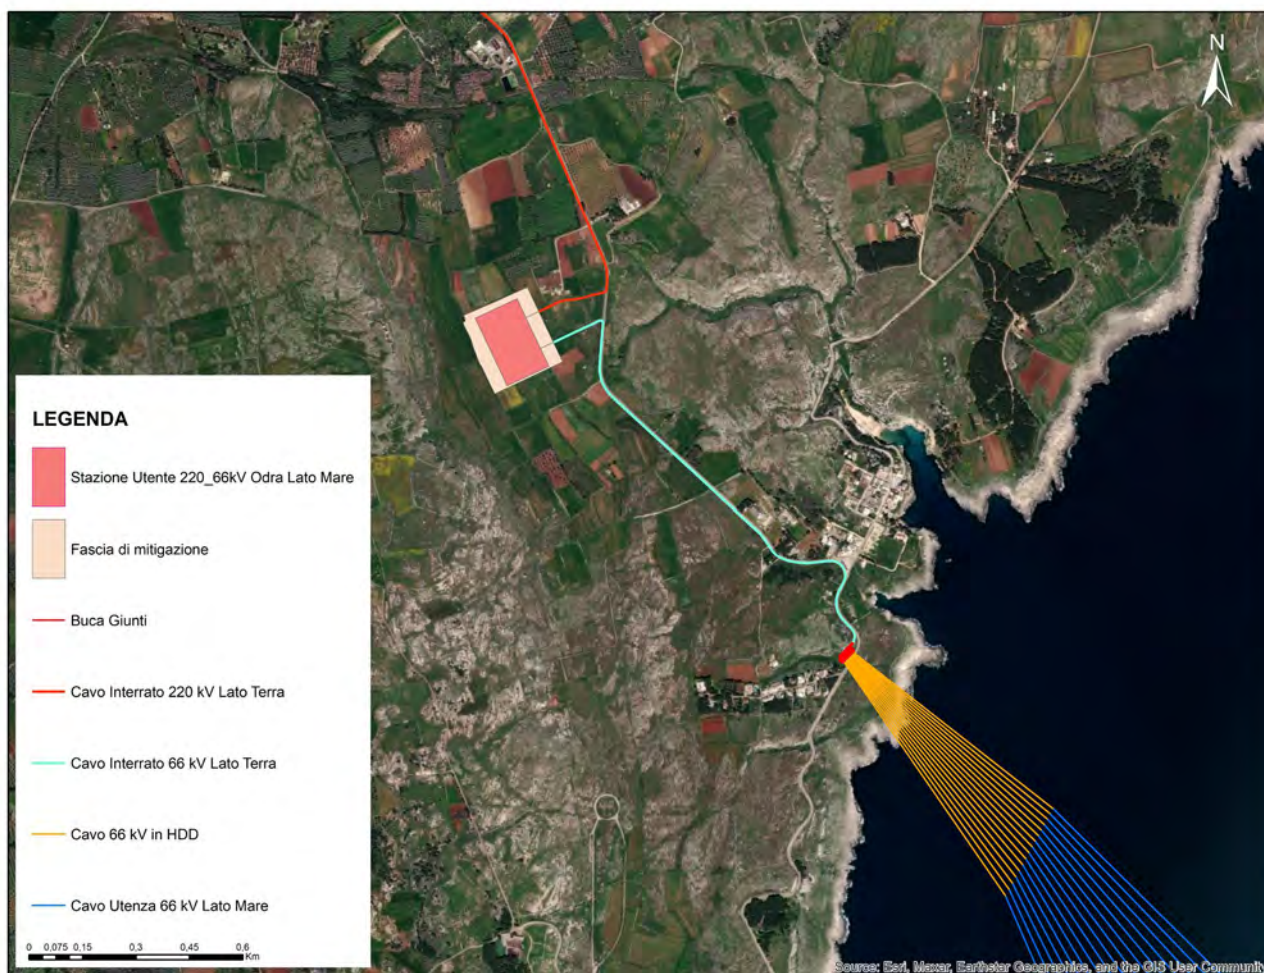 N
LEGENDA
Stazione Utente 220_66kV Odra Lato Mare
Fascia di mitigazione
Buca Giunti
Cavo Interrato 220 kV Lato Terra
Cavo Interrato 66 kV Lato Terra
Cavo 66 kV in HDD
Cavo Utenza 66 kV Lato Mare
0 0,075 0,15 0,3 0,45 0,6
Km
Source: Esri, Maxar, Earthstar Geographics, and the GIS User Community